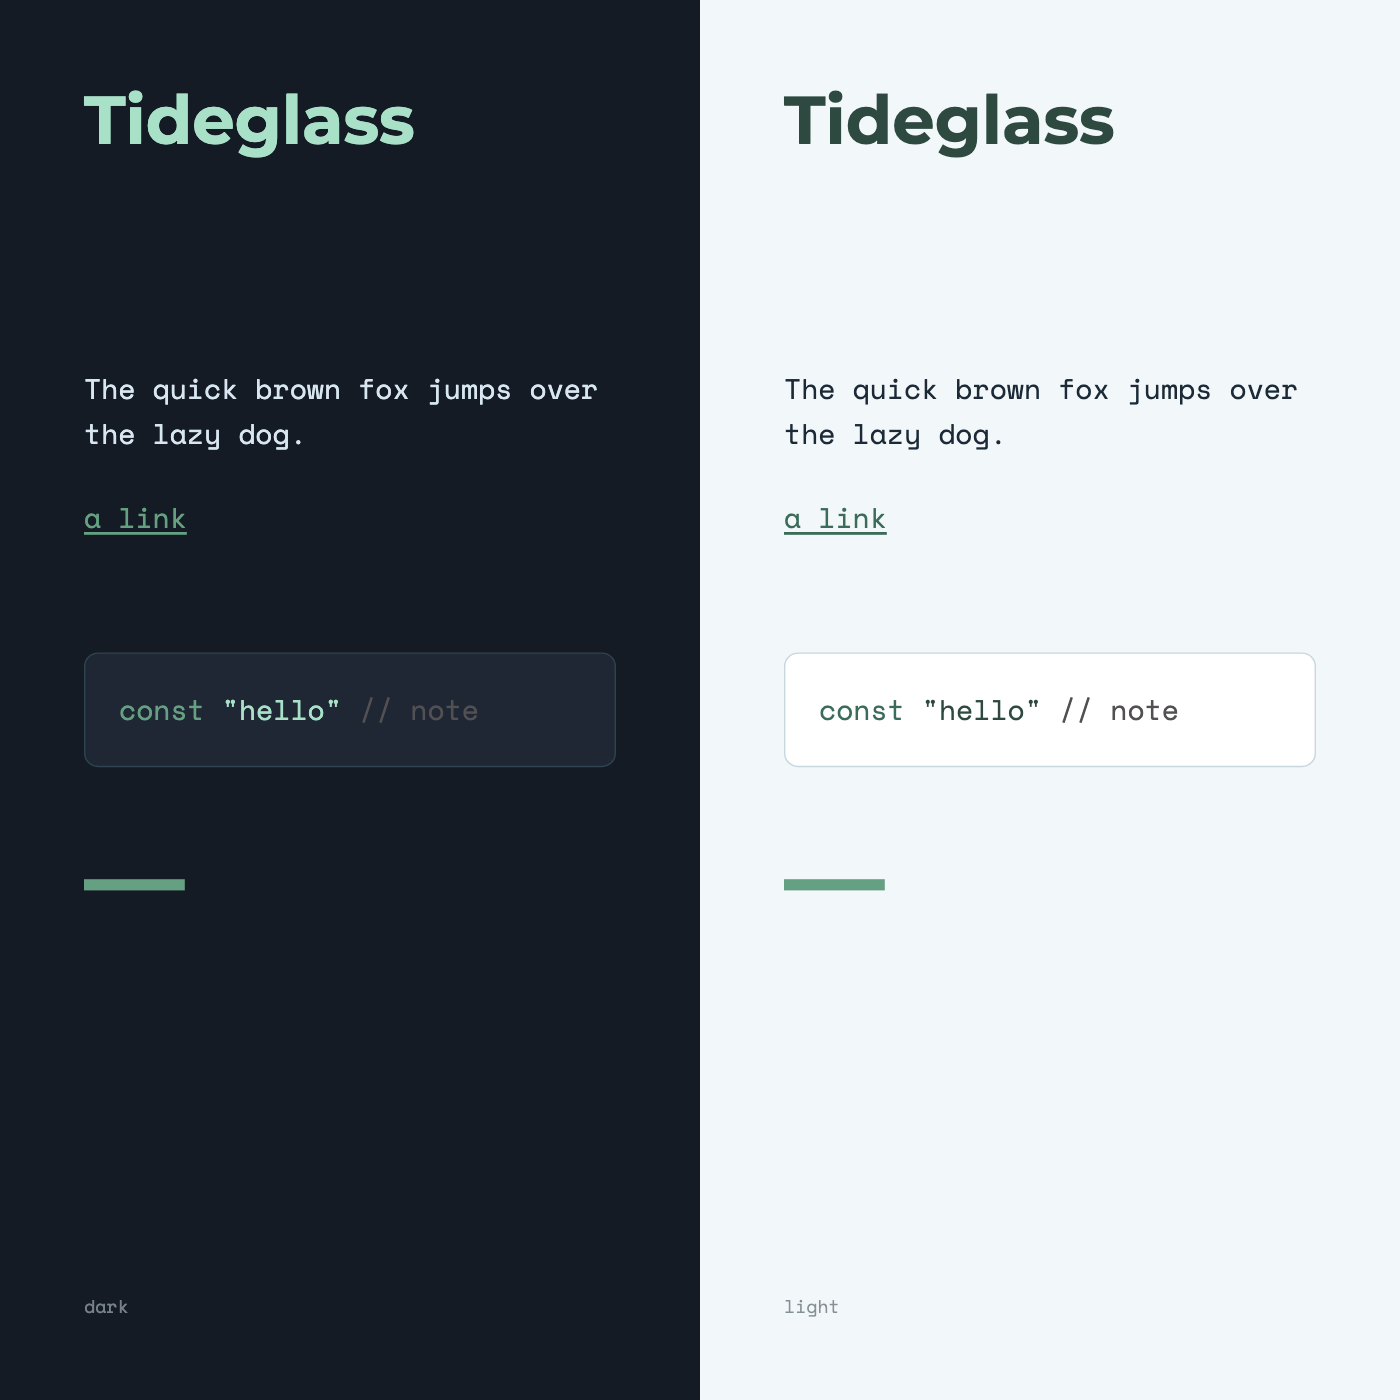 Tideglass
The quick brown fox jumps over
the lazy dog.
a link
const "hello" // note
dark
Tideglass
The quick brown fox jumps over
the lazy dog.
a link
const "hello" // note
light